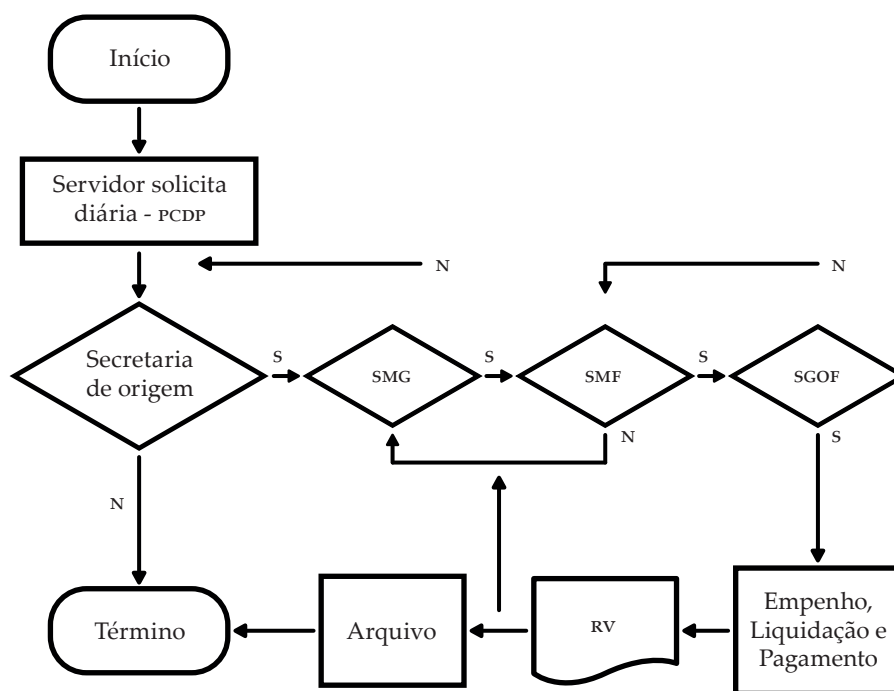 Início
Servidor solicita
diária - PCDP
N
N
Secretaria
de origem
S
SMG
S
SMF
S
SGOF
N
S
N
Término
Arquivo
RV
Empenho,
Liquidação e
Pagamento